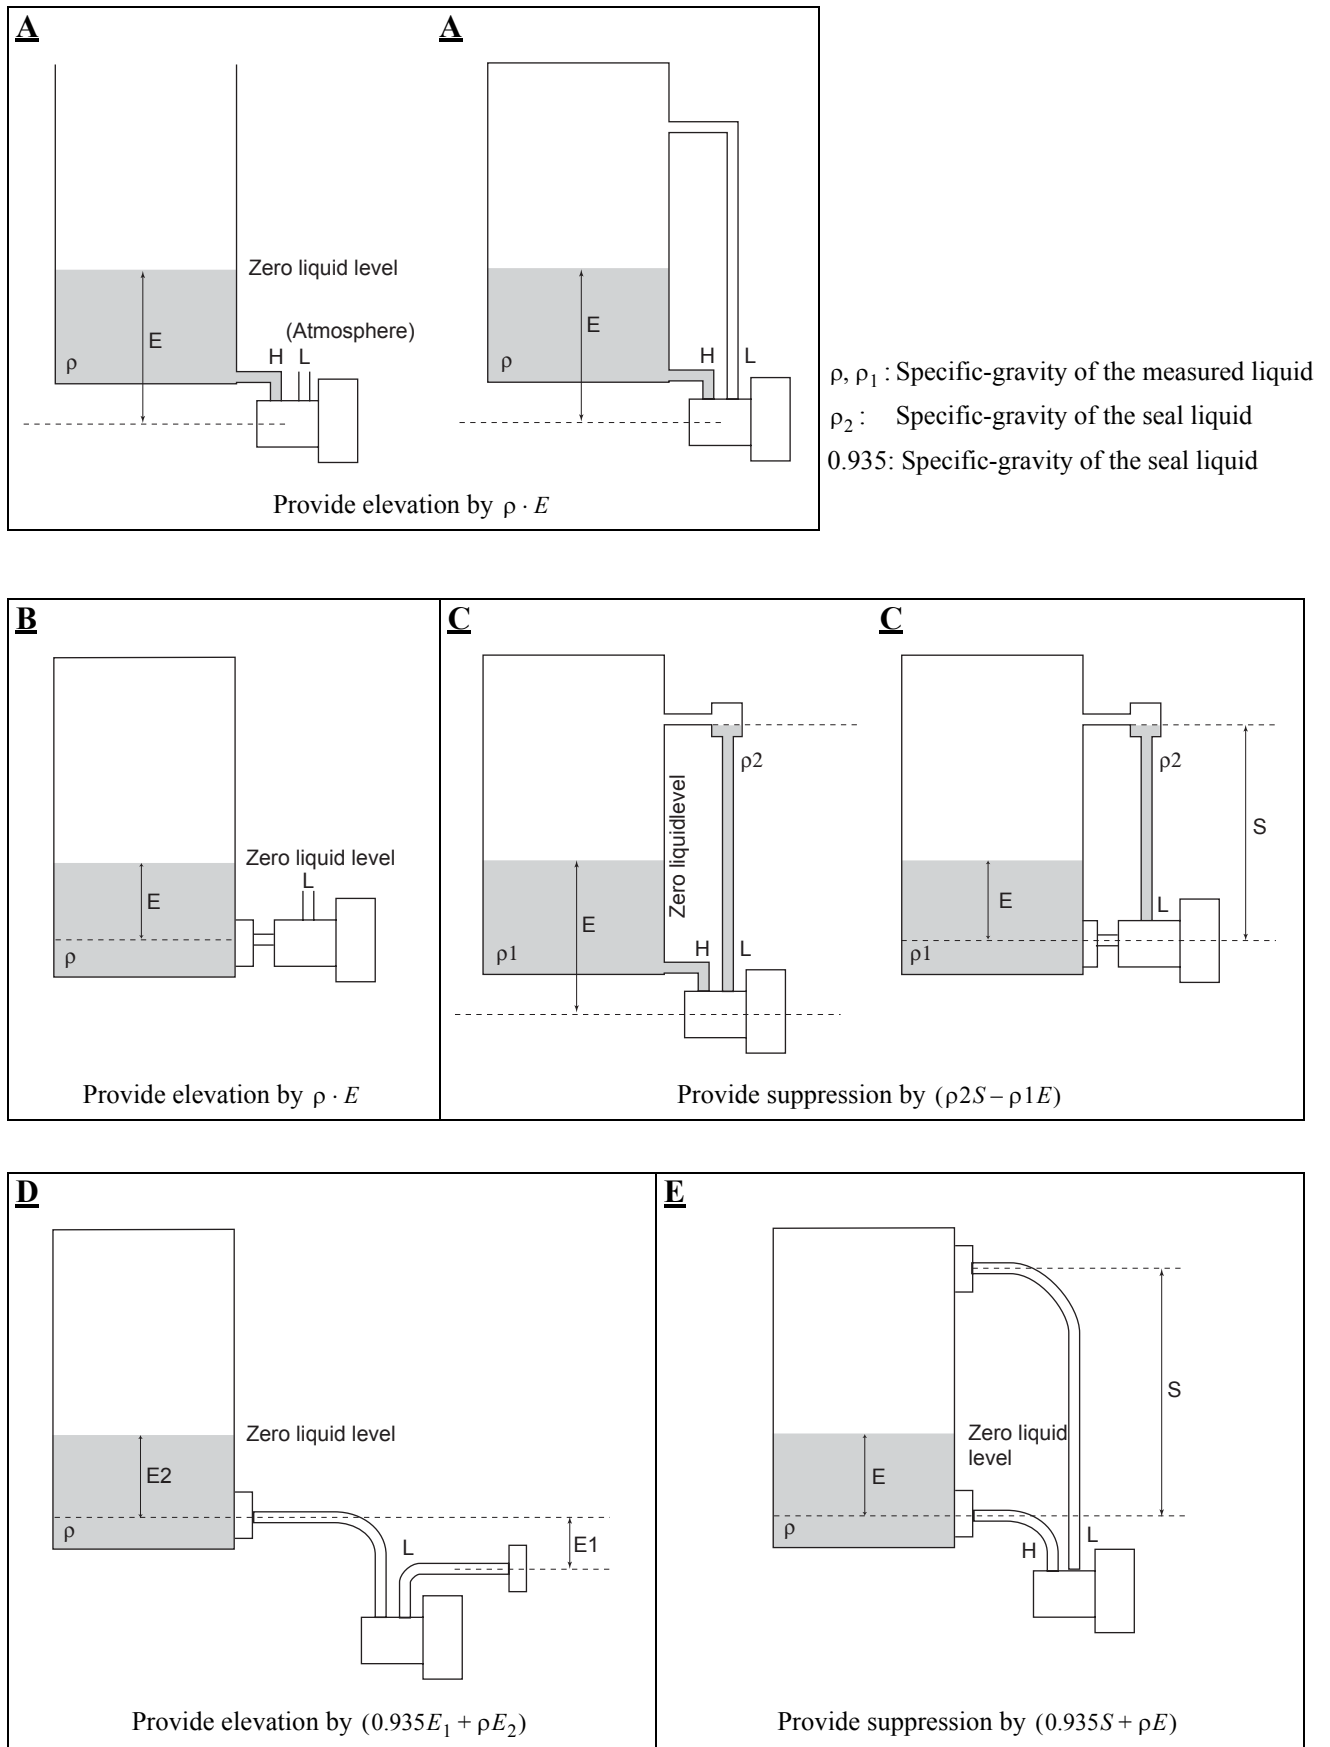 A
A
Zero liquid level
(Atmosphere)
E
H L
ρ
E
H
L
ρ
ρ, ρ1 : Specific-gravity of the measured liquid
ρ2 : Specific-gravity of the seal liquid
0.935: Specific-gravity of the seal liquid
Provide elevation by ρ · E
B
Zero liquid level
L
E
ρ
Provide elevation by ρ · E
C
C
ρ2
Zero liquidlevel
E
ρ1
H
L
ρ2
S
E
L
ρ1
Provide suppression by (ρ2S – ρ1E)
D
Zero liquid level
E2
ρ
L
E1
Provide elevation by (0.935E1 + ρE2)
E
S
Zero liquid
level
E
ρ
H
L
Provide suppression by (0.935S + ρE)